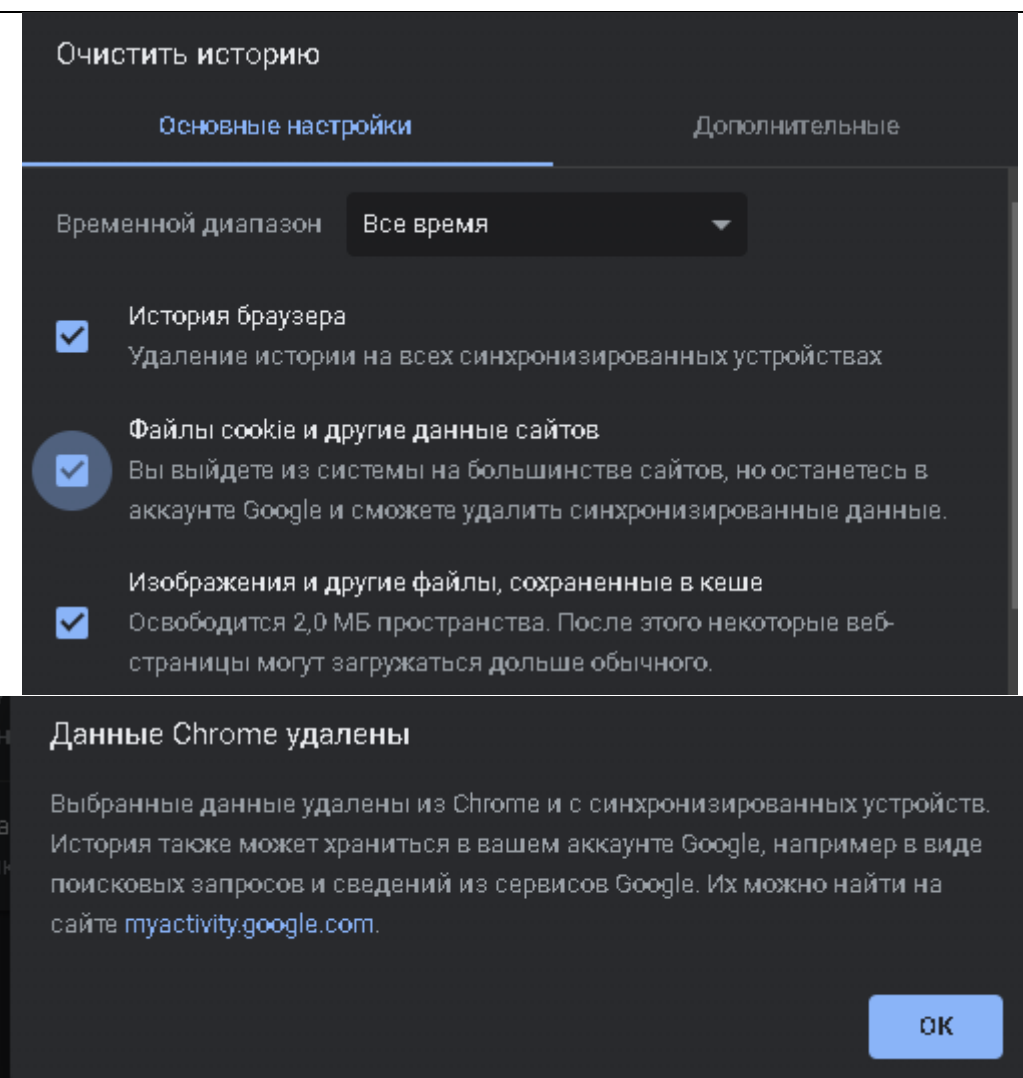 Очистить историю
Основные настройки
Дополнительные
Временной диапазон
Все время
История браузера
Удаление истории на всех синхронизированных устройствах
Файлы cookie и другие данные сайтов
Вы выйдете из системы на большинстве сайтов, но останетесь в
аккаунте Google и сможете удалить синхронизированные данные.
Изображения и другие файлы, сохраненные в кеше
Освободится 2,0 МБ пространства. После этого некоторые веб-
страницы могут загружаться дольше обычного.
Данные Chrome удалены
Выбранные данные удалены из Chrome и с синхронизированных устройств.
История также может храниться в вашем аккаунте Google, например в виде
поисковых запросов и сведений из сервисов Google. Их можно найти на
сайте myactivity.google.com.
ОК